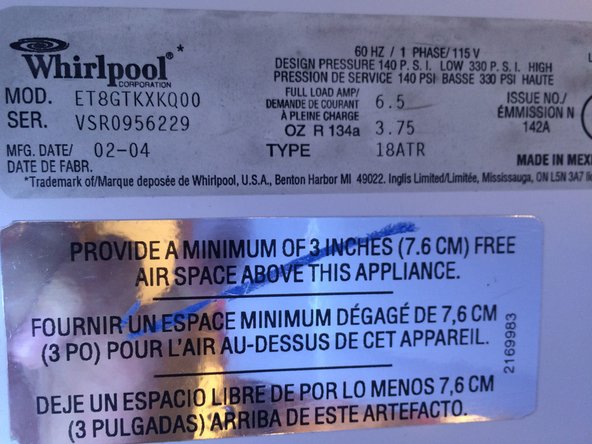 Whirlpool*
CORPORATION
60 HZ / 1 PHASE/ 115 V
DESIGN PRESSURE 140 P. S. I. LOW 330 P. S. I. HIGH
PRESSION DE SERVICE 140 PSI BASSE 330 PSI HAUTE
MOD. ET8GTKXKQ00
SER. VSR0956229
FULL LOAD AMP/
DEMANDE DE COURANT 6.5
À PLEINE CHARGE
ISSUE NO./
ÉMMISSION N
142A
OZ R 134a 3.75
MFG. DATE/ 02-04
DATE DE FABR.
TYPE 18ATR
MADE IN MEXI
*Trademark of/Marque deposée de Whirlpool, U.S.A., Benton Harbor MI 49022. Inglis Limited/Limitée, Mississauga, ON L5N 3A7
PROVIDE A MINIMUM OF 3 INCHES (7.6 CM) FREE
AIR SPACE ABOVE THIS APPLIANCE.
FOURNIR UN ESPACE MINIMUM DÉGAGÉ DE 7,6 CM
(3 PO) POUR L'AIR AU-DESSUS DE CET APPAREIL.
DEJE UN ESPACIO LIBRE DE POR LO MENOS 7,6 CM
(3 PULGADAS) ARRIBA DE ESTE ARTEFACTO.
2169983